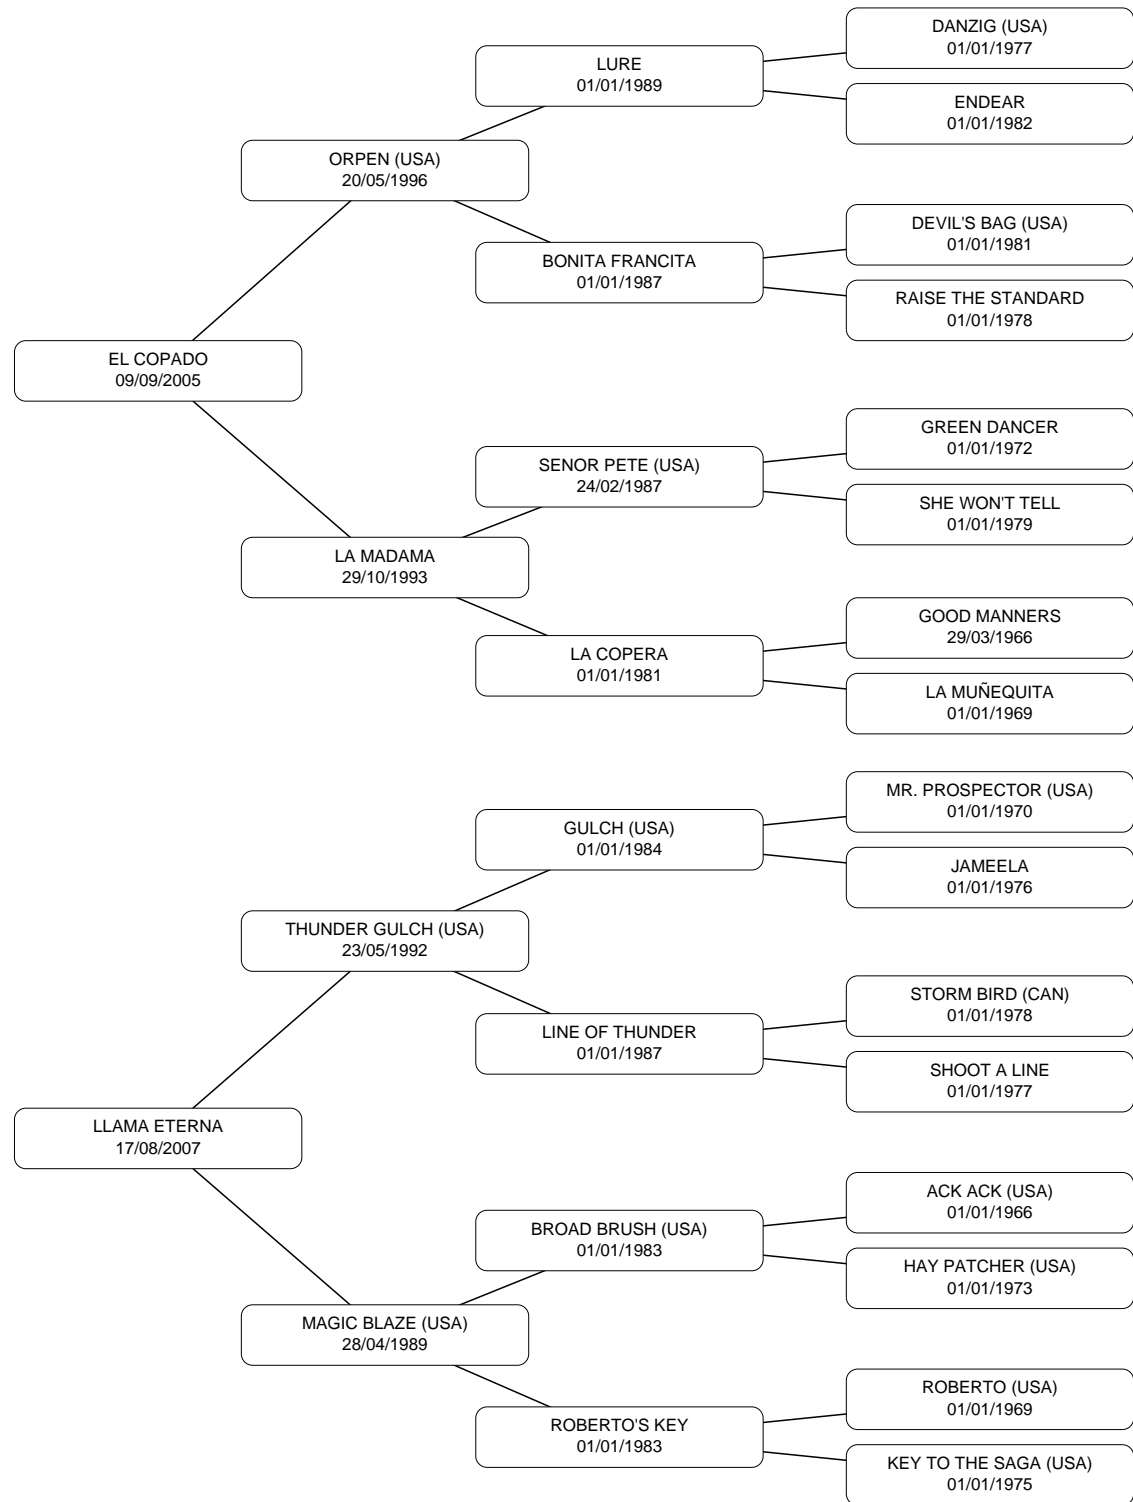 DANZIG (USA)
01/01/1977
LURE
01/01/1989
ENDEAR
01/01/1982
ORPEN (USA)
20/05/1996
DEVIL'S BAG (USA)
01/01/1981
BONITA FRANCITA
01/01/1987
RAISE THE STANDARD
01/01/1978
EL COPADO
09/09/2005
GREEN DANCER
01/01/1972
SENOR PETE (USA)
24/02/1987
SHE WON'T TELL
01/01/1979
LA MADAMA
29/10/1993
GOOD MANNERS
29/03/1966
LA COPERA
01/01/1981
LA MUÑEQUITA
01/01/1969
MR. PROSPECTOR (USA)
01/01/1970
GULCH (USA)
01/01/1984
JAMEELA
01/01/1976
THUNDER GULCH (USA)
23/05/1992
STORM BIRD (CAN)
01/01/1978
LINE OF THUNDER
01/01/1987
SHOOT A LINE
01/01/1977
LLAMA ETERNA
17/08/2007
ACK ACK (USA)
01/01/1966
BROAD BRUSH (USA)
01/01/1983
HAY PATCHER (USA)
01/01/1973
MAGIC BLAZE (USA)
28/04/1989
ROBERTO (USA)
01/01/1969
ROBERTO'S KEY
01/01/1983
KEY TO THE SAGA (USA)
01/01/1975